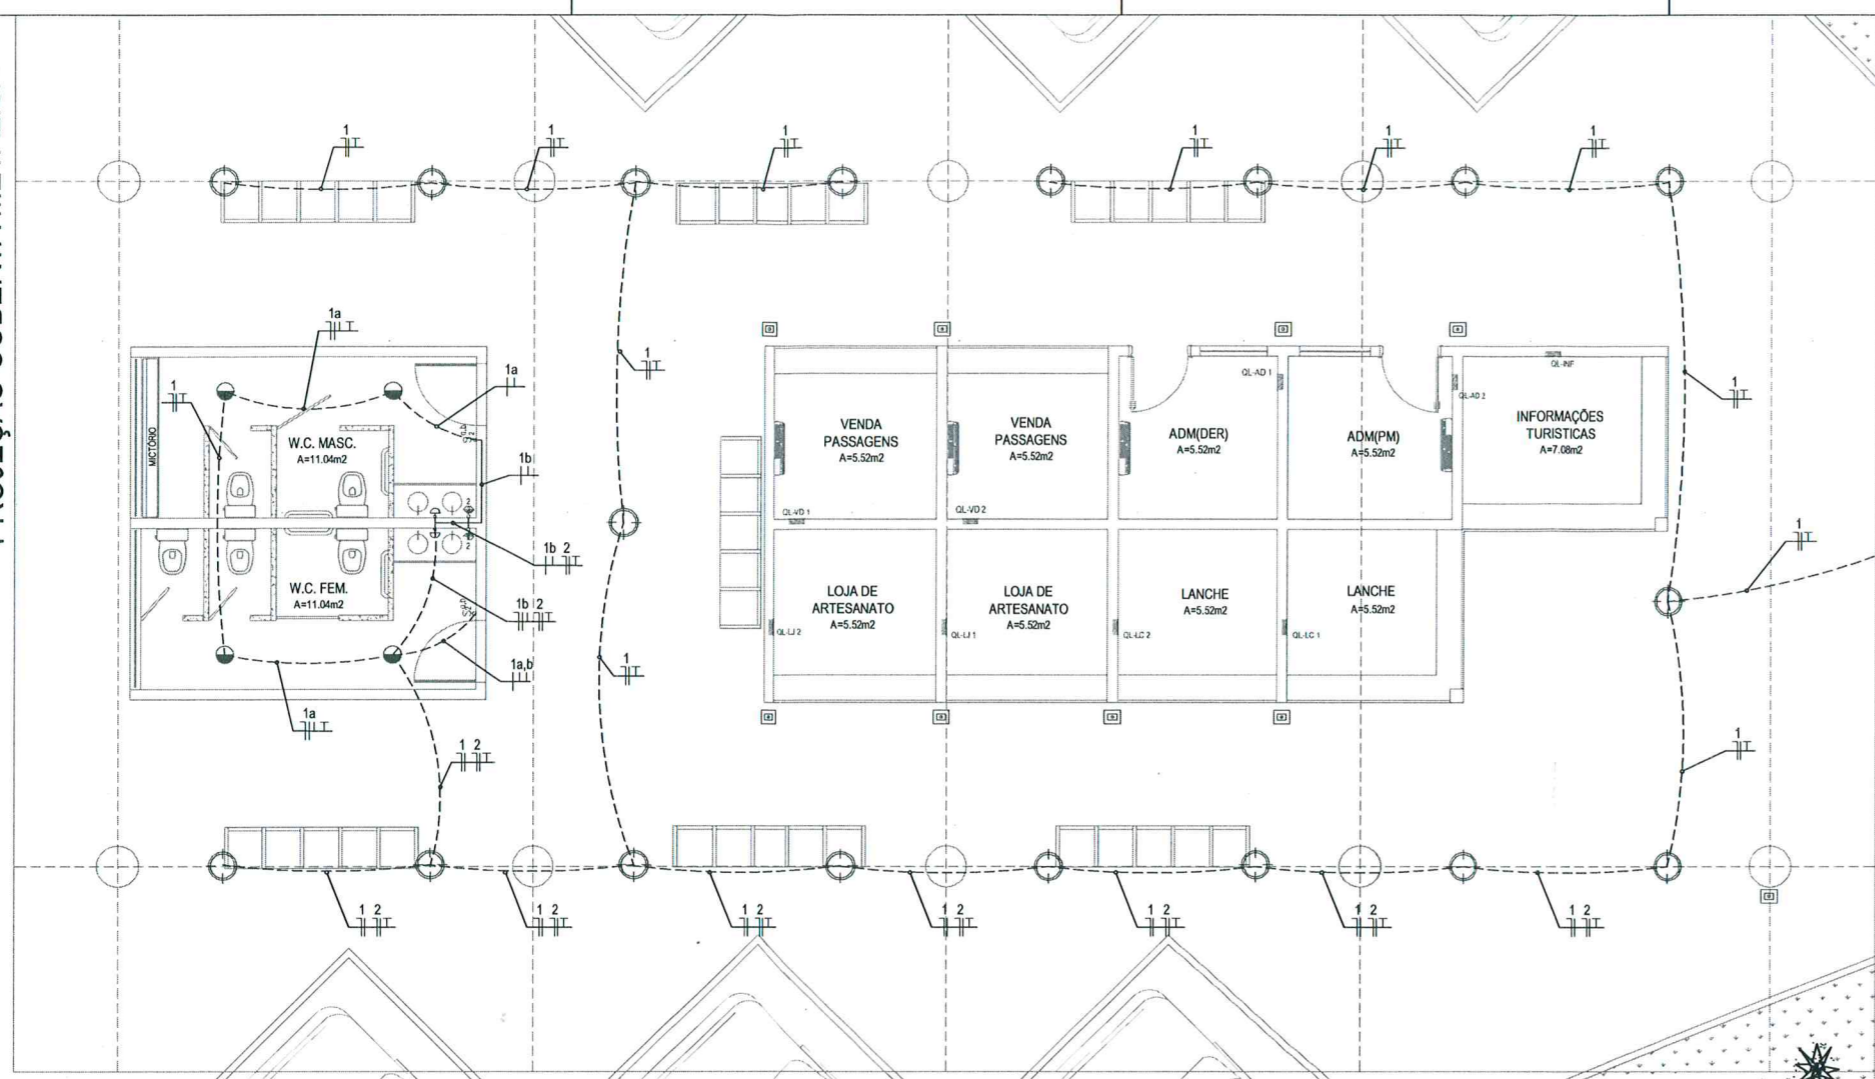 1
1
1
1
1
1
1a
1
1a
1
1
QL-INF
QL-AD 1
QL-AD 2
W.C. MASC.
A=11.04m2
MICTÓRIO
VENDA
PASSAGENS
A=5.52m2
VENDA
PASSAGENS
A=5.52m2
ADM(DER)
A=5.52m2
ADM(PM)
A=5.52m2
INFORMAÇÕES
TURISTICAS
A=7.08m2
1b
QL-VD 1
QL-VD 2
1
1b 2
W.C. FEM.
A=11.04m2
1b 2
LOJA DE
ARTESANATO
A=5.52m2
LOJA DE
ARTESANATO
A=5.52m2
LANCHE
A=5.52m2
LANCHE
A=5.52m2
QL-LJ 2
QL-LJ 1
QL-LC 2
QL-LC 1
1a,b
1
1a
1 2
1
1 2
1 2
1 2
1 2
1 2
1 2
1 2